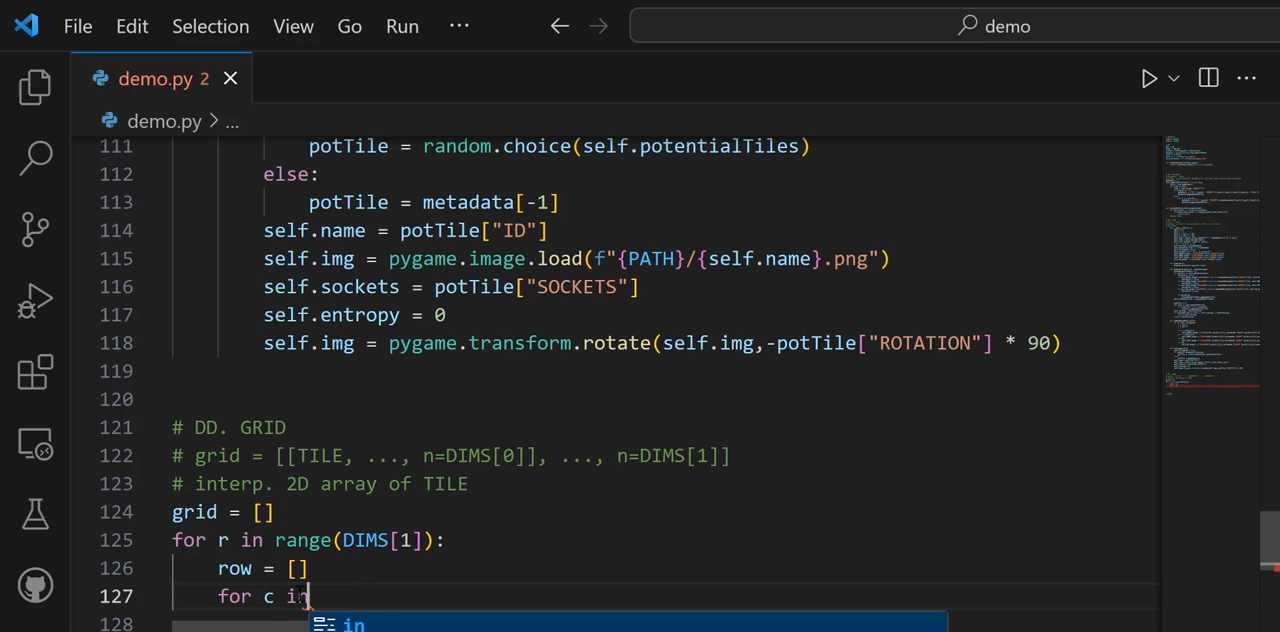 File Edit Selection View Go Run ··· demo
demo.py 2
demo.py > ...
111 potTile = random.choice(self.potentialTiles)
112 else:
113 potTile = metadata[-1]
114 self.name = potTile["ID"]
115 self.img = pygame.image.load(f"{PATH}/{self.name}.png")
116 self.sockets = potTile["SOCKETS"]
117 self.entropy = 0
118 self.img = pygame.transform.rotate(self.img,-potTile["ROTATION"] * 90)
119
120
121 # DD. GRID
122 # grid = [[TILE, ..., n=DIMS[0]], ..., n=DIMS[1]]
123 # interp. 2D array of TILE
124 grid = []
125 for r in range(DIMS[1]):
126 row = []
127 for c in
128 in